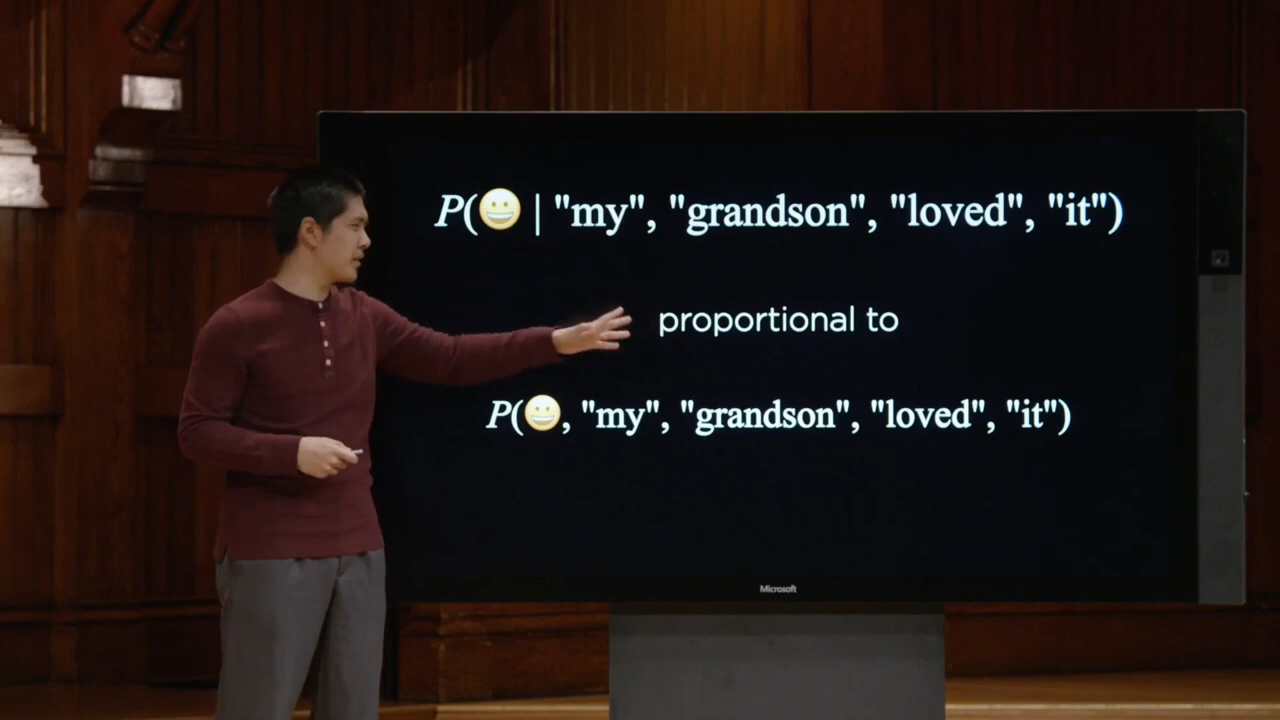 P(😀 | "my", "grandson", "loved", "it")
proportional to
P(😀, "my", "grandson", "loved", "it")
Microsoft